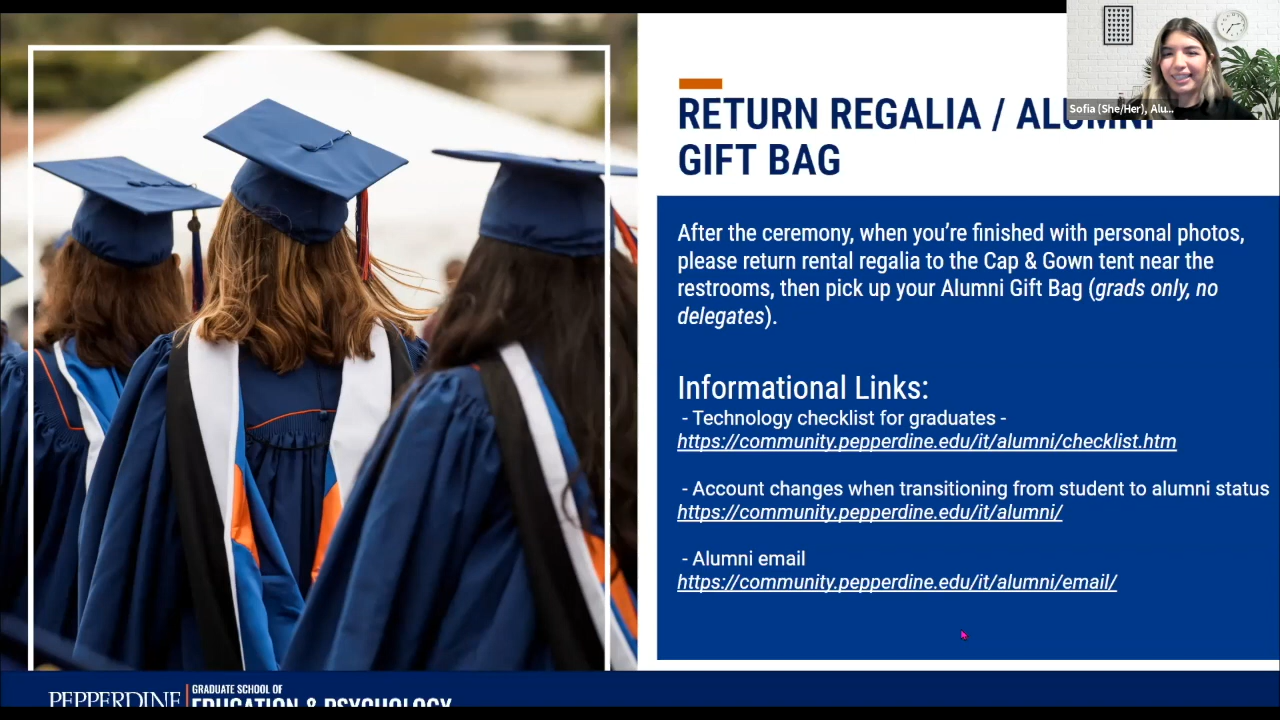 Sofia (She/Her), Alu...
RETURN REGALIA / ALUMNI
GIFT BAG
After the ceremony, when you’re finished with personal photos,
please return rental regalia to the Cap & Gown tent near the
restrooms, then pick up your Alumni Gift Bag (grads only, no
delegates).
Informational Links:
- Technology checklist for graduates -
https://community.pepperdine.edu/it/alumni/checklist.htm
- Account changes when transitioning from student to alumni status
https://community.pepperdine.edu/it/alumni/
- Alumni email
https://community.pepperdine.edu/it/alumni/email/
PEPPERDINE
GRADUATE SCHOOL OF
EDUCATION & PSYCHOLOGY